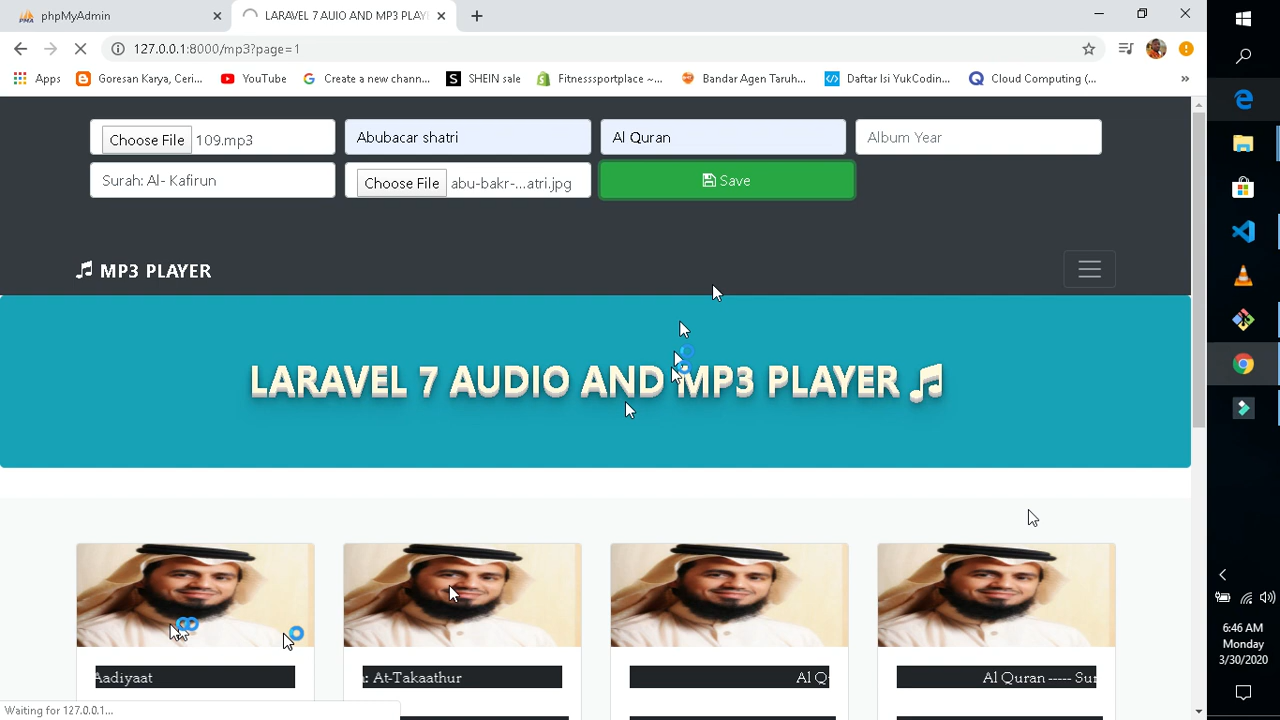 phpMyAdmin
LARAVEL 7 AUIO AND MP3 PLAY
127.0.0.1:8000/mp3?page=1
Apps Goresan Karya, Ceri... YouTube Create a new chann... SHEIN sale Fitnesssportplace ~... Bandar Agen Taruh... Daftar Isi YukCodin... Cloud Computing (... »
Choose File 109.mp3 Abubacar shatri Al Quran Album Year
Surah: Al- Kafirun Choose File abu-bakr-...atri.jpg Save
MP3 PLAYER
LARAVEL 7 AUDIO AND MP3 PLAYER
Aadiyaat : At-Takaathur Al Q Al Quran ----- Sur
Waiting for 127.0.0.1...
6:46 AM
Monday
3/30/2020